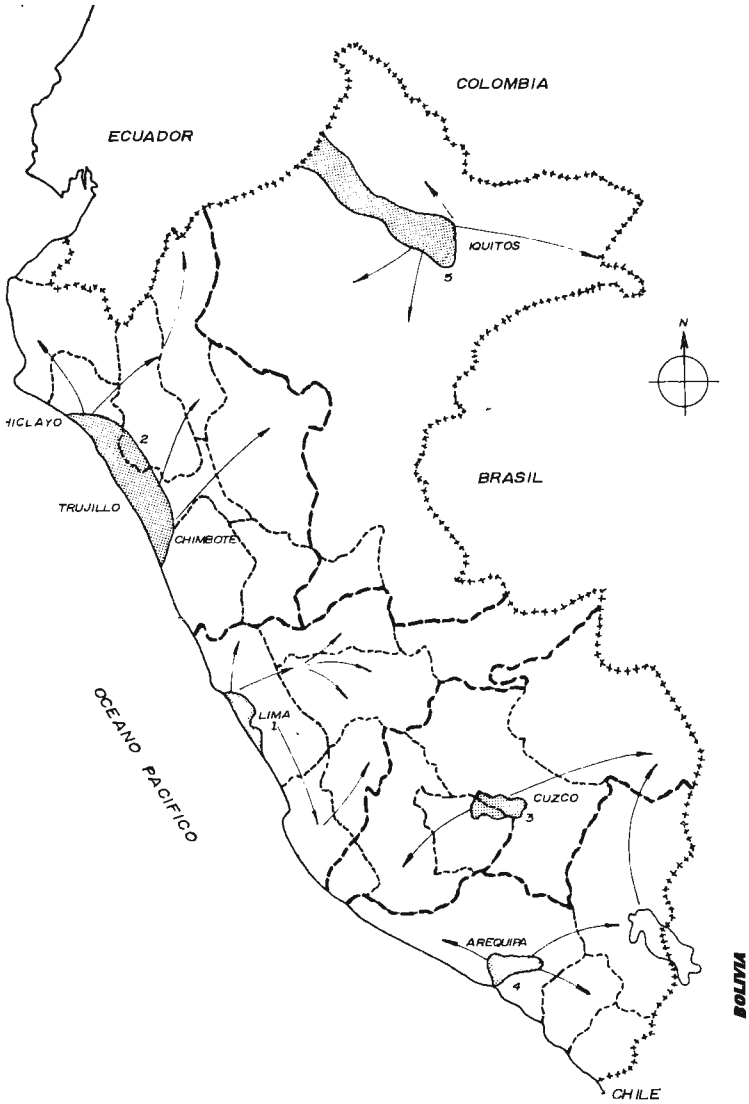 COLOMBIA
ECUADOR
IQUITOS
5
N
HICLAYO
2
BRASIL
TRUJILLO
CHIMBOTE
OCEANO PACIFICO
LIMA
1
CUZCO
3
AREQUIPA
4
BOLIVIA
CHILE